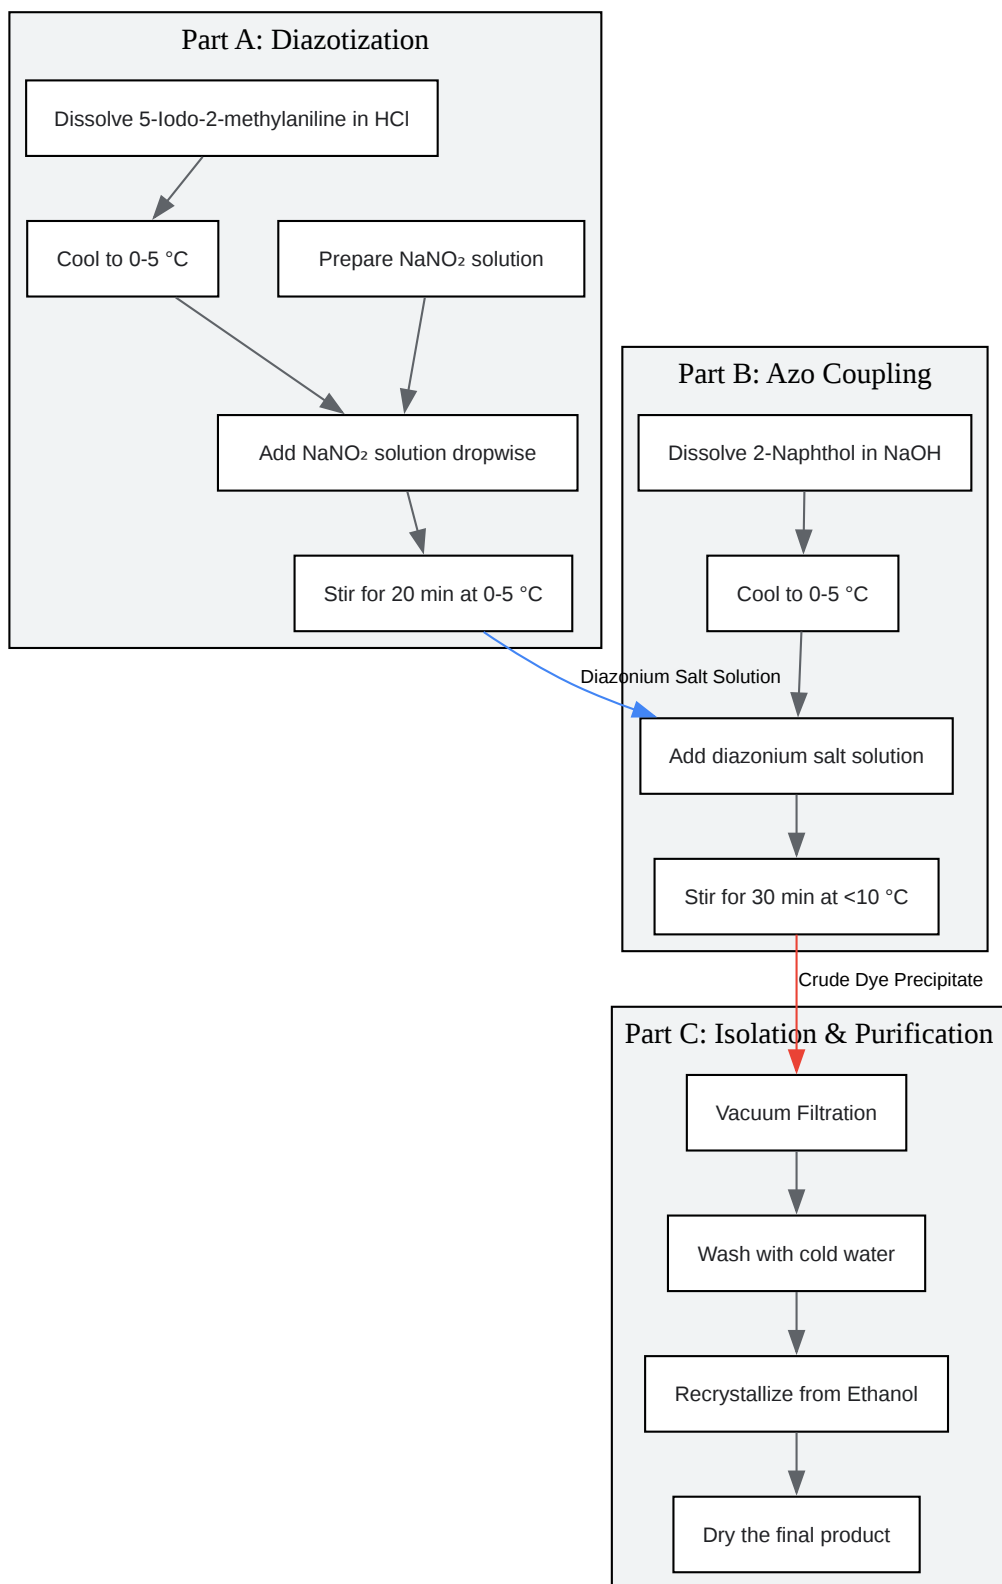 Part A: Diazotization
Dissolve 5-Iodo-2-methylaniline in HCl
Cool to 0-5 °C
Prepare NaNO₂ solution
Add NaNO₂ solution dropwise
Stir for 20 min at 0-5 °C
Diazonium Salt Solution
Part B: Azo Coupling
Dissolve 2-Naphthol in NaOH
Cool to 0-5 °C
Add diazonium salt solution
Stir for 30 min at <10 °C
Crude Dye Precipitate
Part C: Isolation & Purification
Vacuum Filtration
Wash with cold water
Recrystallize from Ethanol
Dry the final product